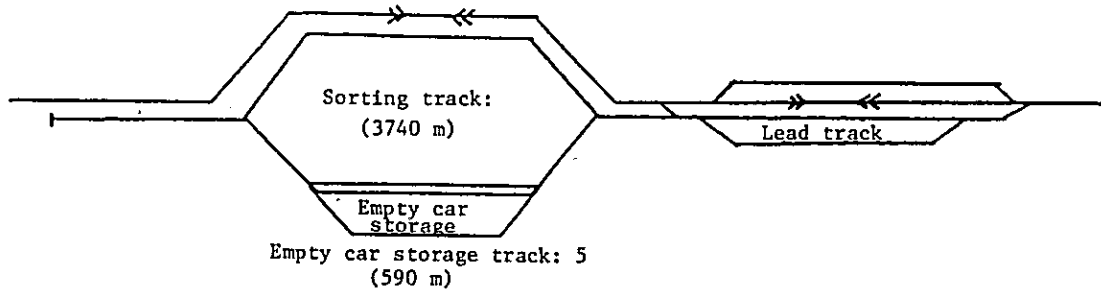 Sorting track:
(3740 m)
Lead track
Empty car
storage
Empty car storage track: 5
(590 m)